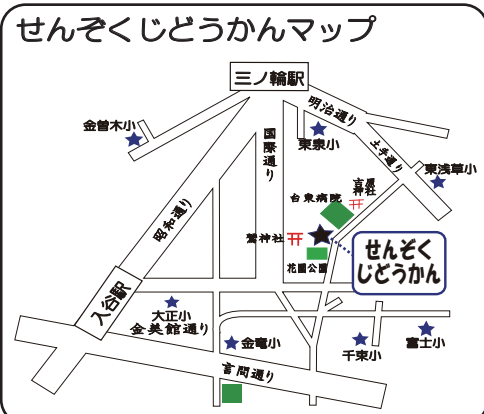 せんぞくじどうかんマップ
三ノ輪駅
明治通り
金曽木小
国際通り
東泉小
土手通り
東浅草小
吉原
神社
台東病院
昭和通り
鷲神社
せんぞく
じどうかん
花園公園
入谷駅
大正小
金美館通り
金竜小
千束小
富士小
言問通り